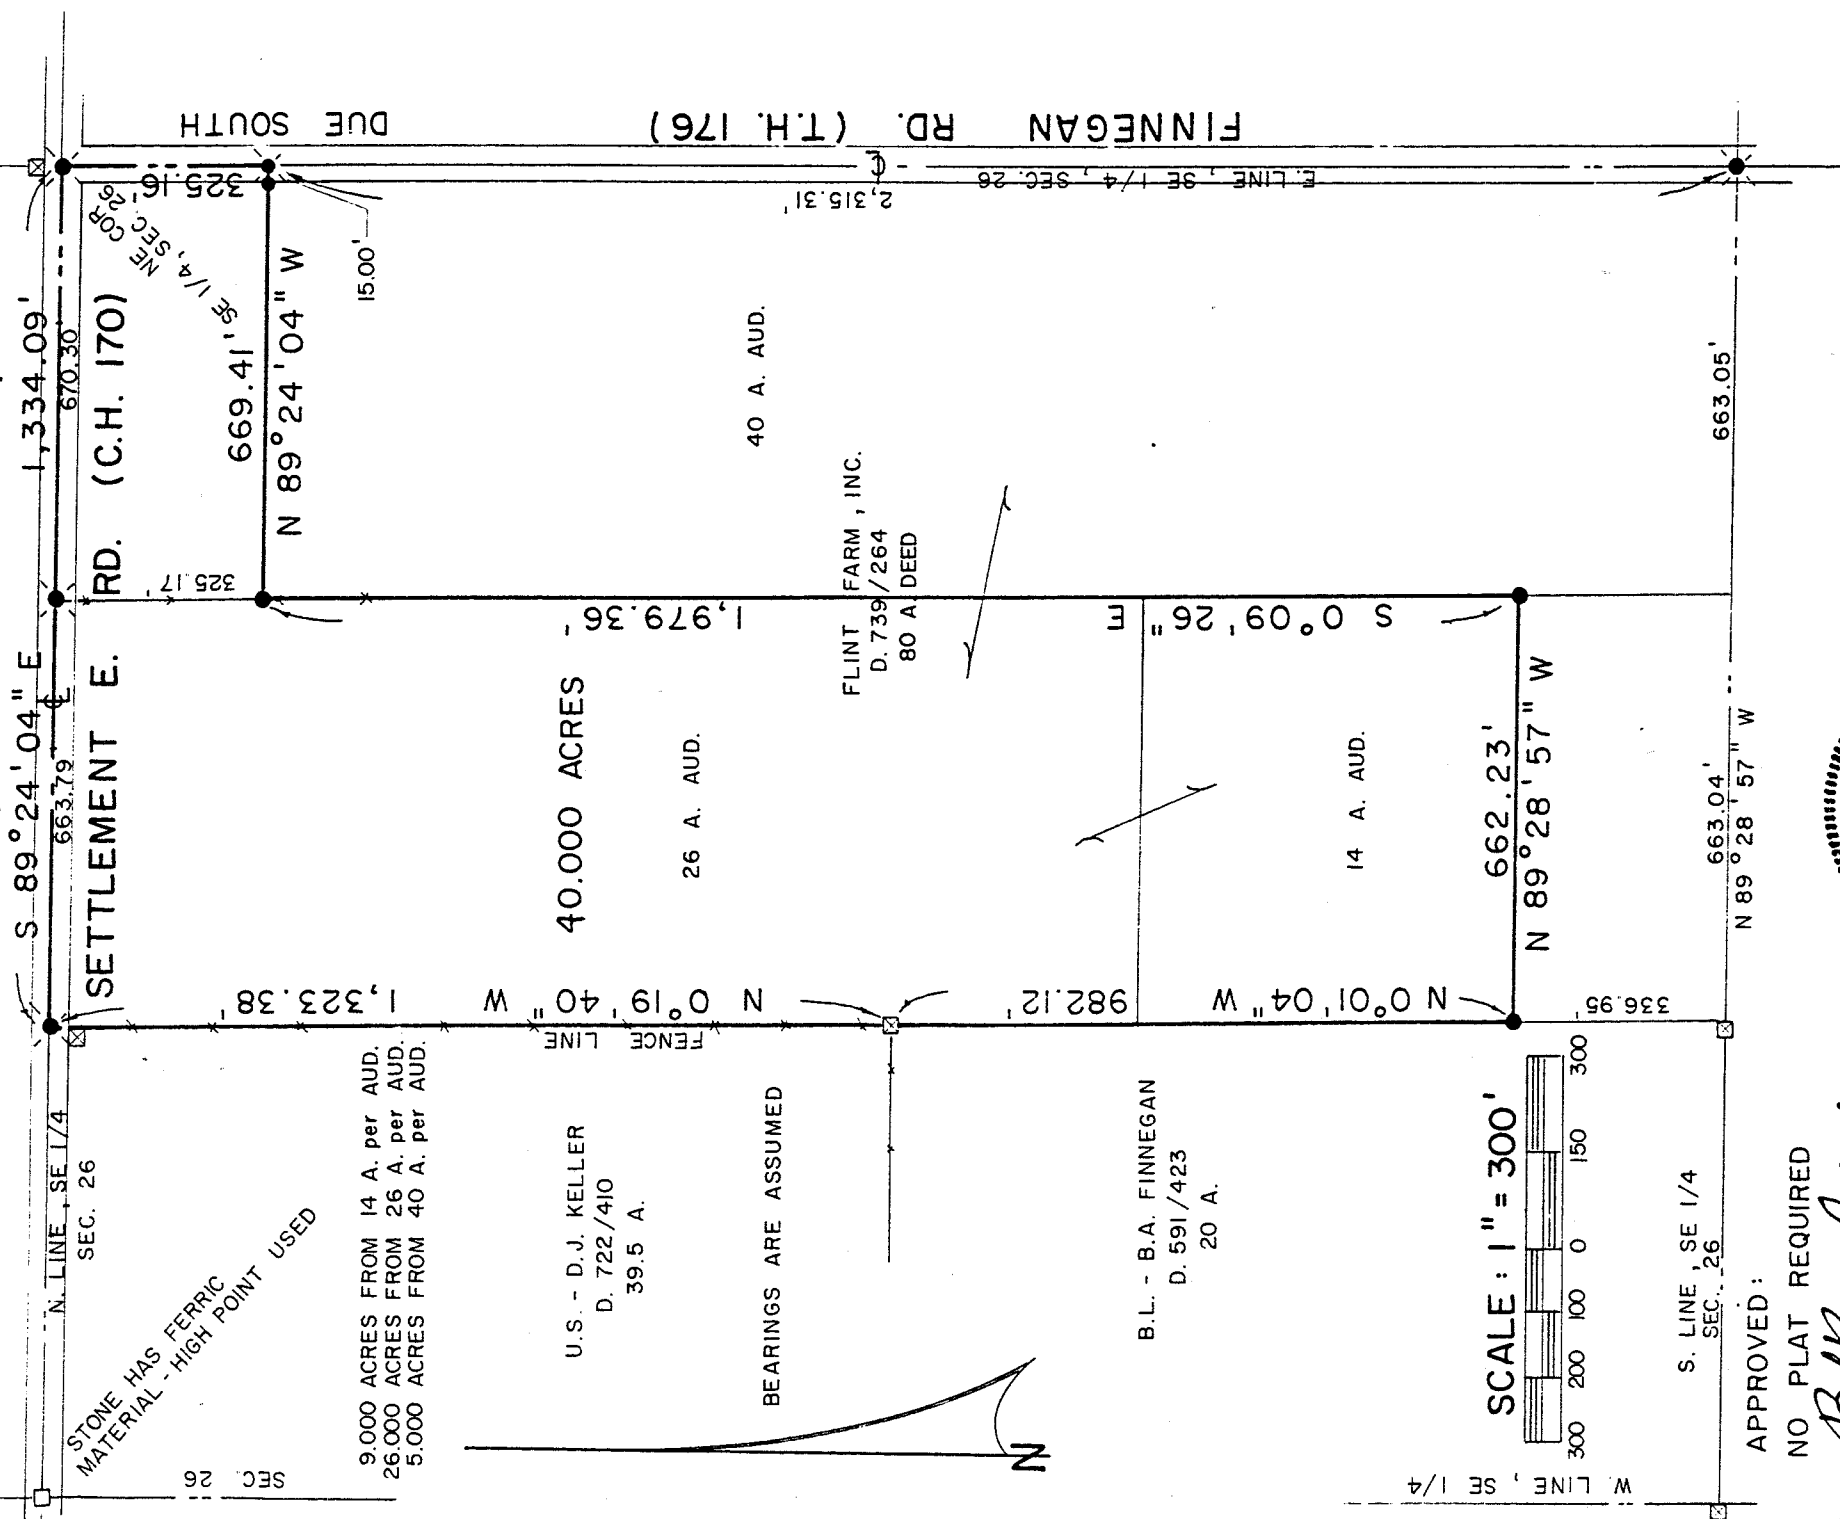 S 89°24'04" E 1,334.09'
663.79'
℄
670.30'
SETTLEMENT E. RD. (C.H. 170)
N. LINE, SE 1/4
SEC. 26
STONE HAS FERRIC
MATERIAL - HIGH POINT USED
SEC. 26
9.000 ACRES FROM 14 A. per AUD.
26.000 ACRES FROM 26 A. per AUD.
5.000 ACRES FROM 40 A. per AUD.
NE COR
SE 1/4, SEC. 26
325.16'
DUE SOUTH
669.41'
N 89°24'04" W
15.00'
325.17'
FINNEGAN RD. (T.H. 176)
℄
E. LINE, SE 1/4, SEC. 26
2,315.31'
40 A. AUD.
FLINT FARM, INC.
D. 739/264
80 A. DEED
1,979.36'
S 0°09'26" E
40.000 ACRES
26 A. AUD.
14 A. AUD.
1,323.38'
N 0°19'40" W
FENCE LINE
982.12'
N 0°01'04" W
336.95'
U.S. - D.J. KELLER
D. 722/410
39.5 A.
BEARINGS ARE ASSUMED
B.L. - B.A. FINNEGAN
D. 591/423
20 A.
N
662.23'
N 89°28'57" W
663.05'
663.04'
N 89°28'57" W
SCALE: 1" = 300'
300 200 100 0 150 300
S. LINE, SE 1/4
SEC. 26
W. LINE, SE 1/4
APPROVED:
NO PLAT REQUIRED